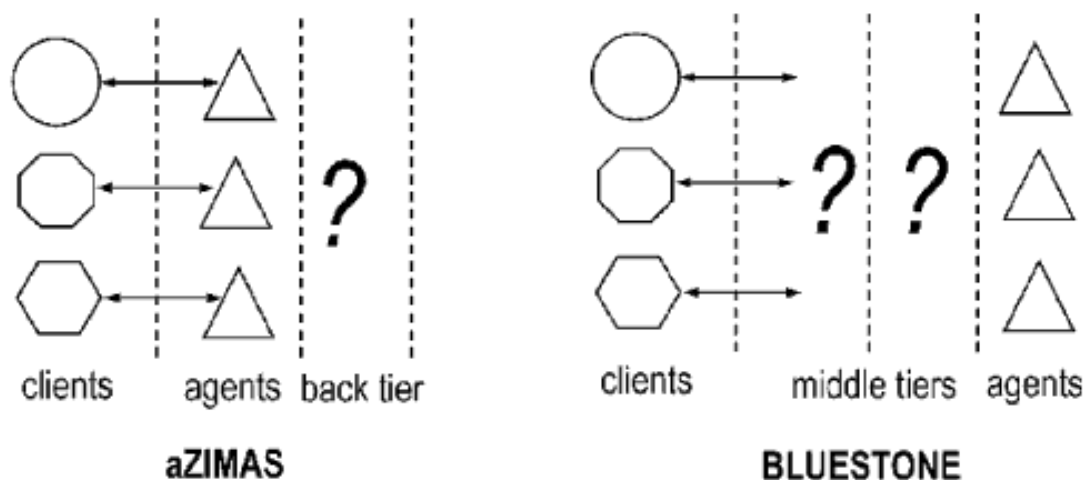 ?
? ?
clients agents back tier
clients middle tiers agents
aZIMAS
BLUESTONE